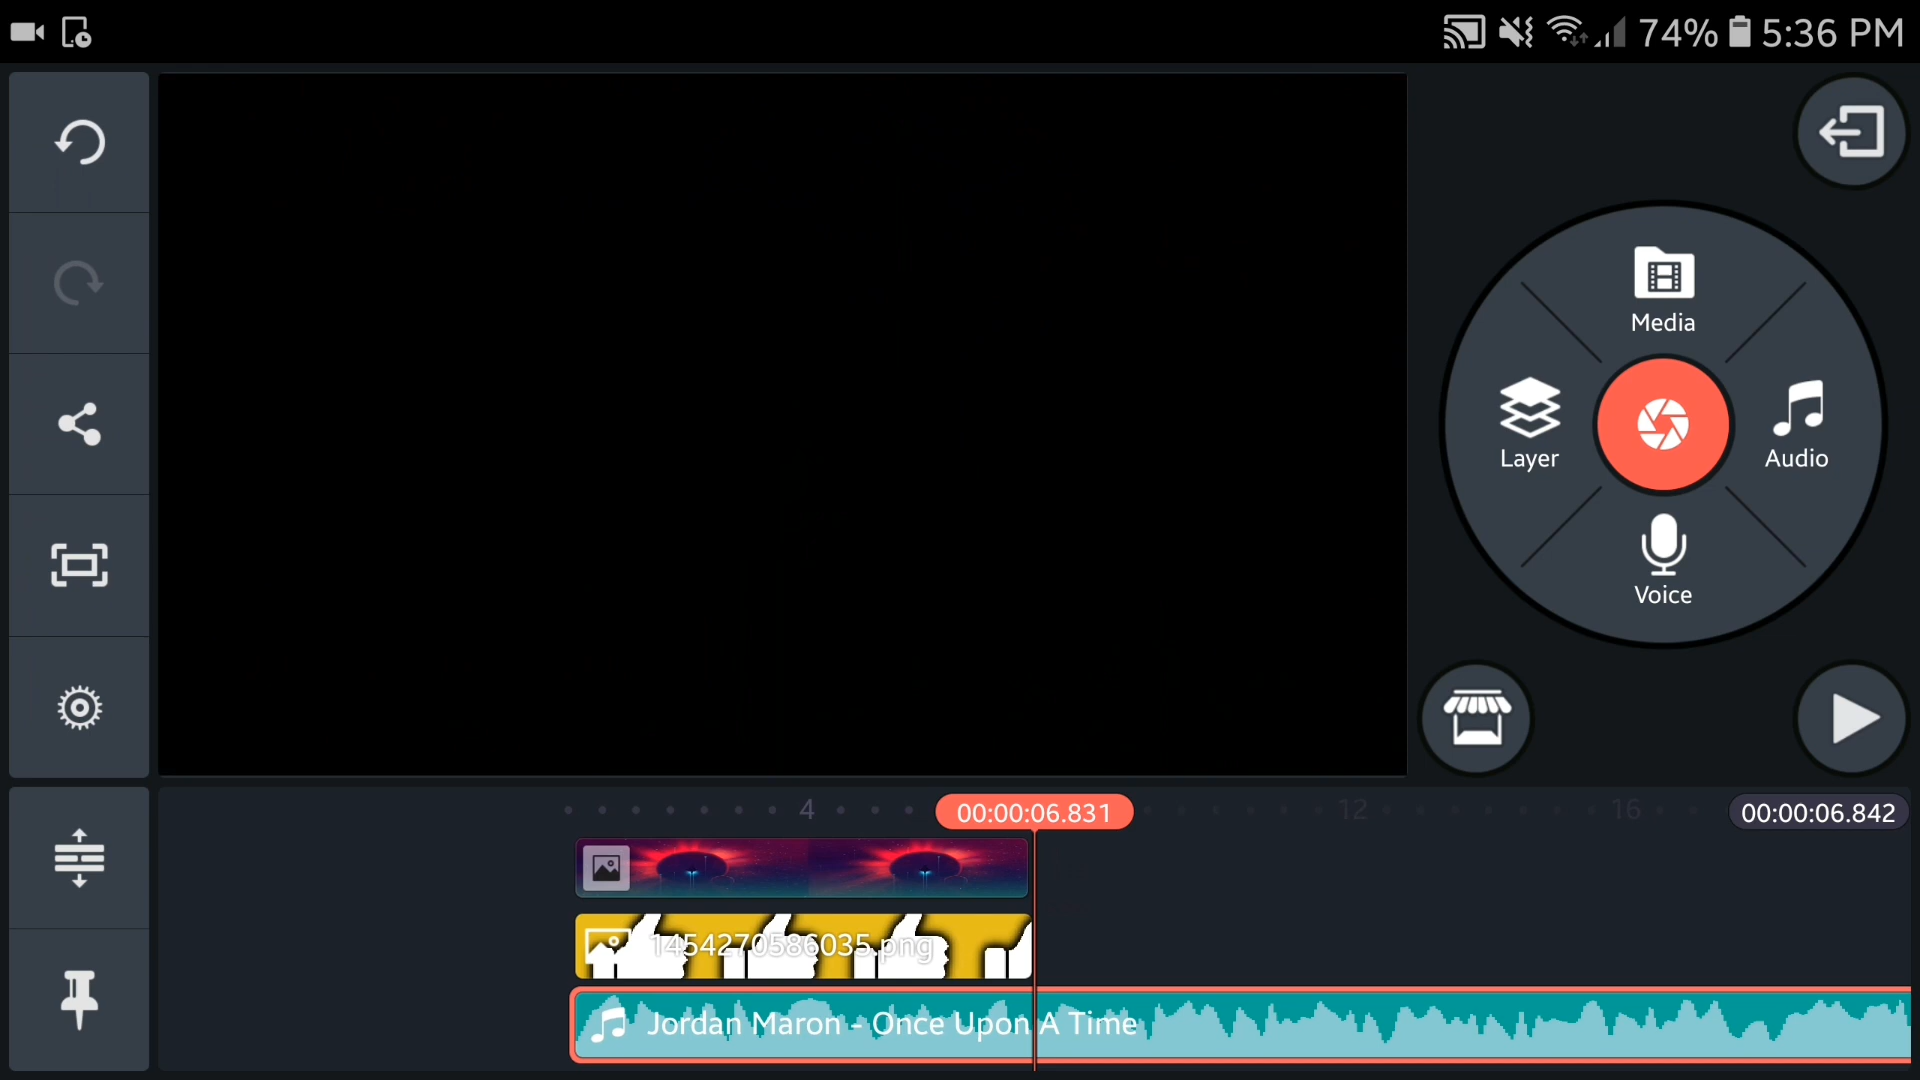 74% 5:36 PM
Media
Layer
Audio
Voice
4
00:00:06.831
12
16
00:00:06.842
1454270586035.png
Jordan Maron - Once Upon A Time